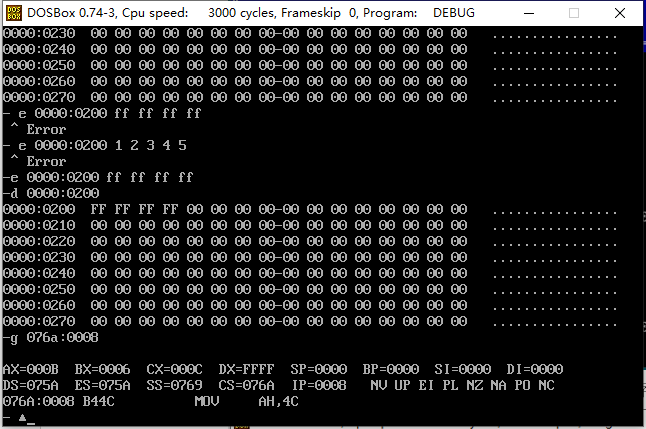 DOSBox 0.74-3, Cpu speed: 3000 cycles, Frameskip 0, Program: DEBUG
0000:0230 00 00 00 00 00 00 00 00-00 00 00 00 00 00 00 00 ................
0000:0240 00 00 00 00 00 00 00 00-00 00 00 00 00 00 00 00 ................
0000:0250 00 00 00 00 00 00 00 00-00 00 00 00 00 00 00 00 ................
0000:0260 00 00 00 00 00 00 00 00-00 00 00 00 00 00 00 00 ................
0000:0270 00 00 00 00 00 00 00 00-00 00 00 00 00 00 00 00 ................
- e 0000:0200 ff ff ff ff
 ^ Error
- e 0000:0200 1 2 3 4 5
 ^ Error
-e 0000:0200 ff ff ff ff
-d 0000:0200
0000:0200 FF FF FF FF 00 00 00 00-00 00 00 00 00 00 00 00 ................
0000:0210 00 00 00 00 00 00 00 00-00 00 00 00 00 00 00 00 ................
0000:0220 00 00 00 00 00 00 00 00-00 00 00 00 00 00 00 00 ................
0000:0230 00 00 00 00 00 00 00 00-00 00 00 00 00 00 00 00 ................
0000:0240 00 00 00 00 00 00 00 00-00 00 00 00 00 00 00 00 ................
0000:0250 00 00 00 00 00 00 00 00-00 00 00 00 00 00 00 00 ................
0000:0260 00 00 00 00 00 00 00 00-00 00 00 00 00 00 00 00 ................
0000:0270 00 00 00 00 00 00 00 00-00 00 00 00 00 00 00 00 ................
-g 076a:0008
AX=000B BX=0006 CX=000C DX=FFFF SP=0000 BP=0000 SI=0000 DI=0000
DS=075A ES=075A SS=0769 CS=076A IP=0008 NV UP EI PL NZ NA PO NC
076A:0008 B44C MOV AH,4C
- ▲_